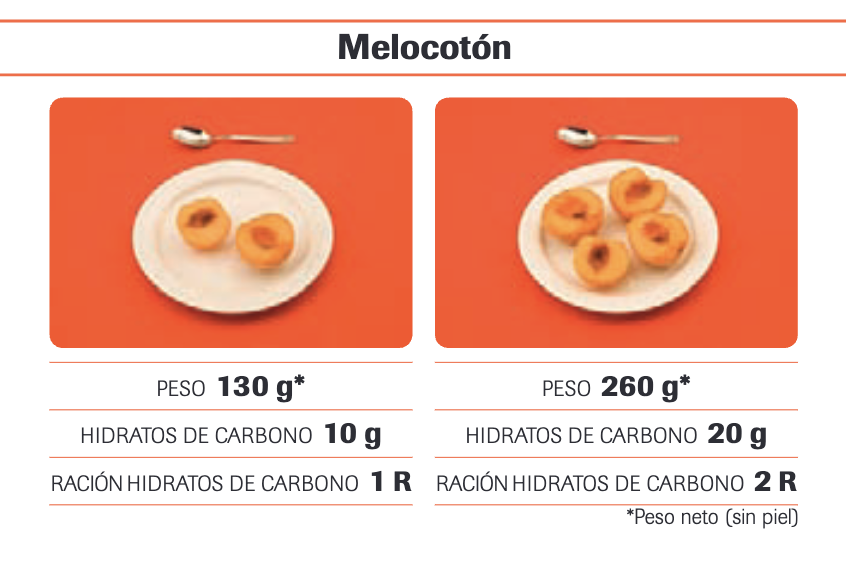 Melocotón
PESO 130 g*
HIDRATOS DE CARBONO 10 g
RACIÓN HIDRATOS DE CARBONO 1 R
PESO 260 g*
HIDRATOS DE CARBONO 20 g
RACIÓN HIDRATOS DE CARBONO 2 R
*Peso neto (sin piel)